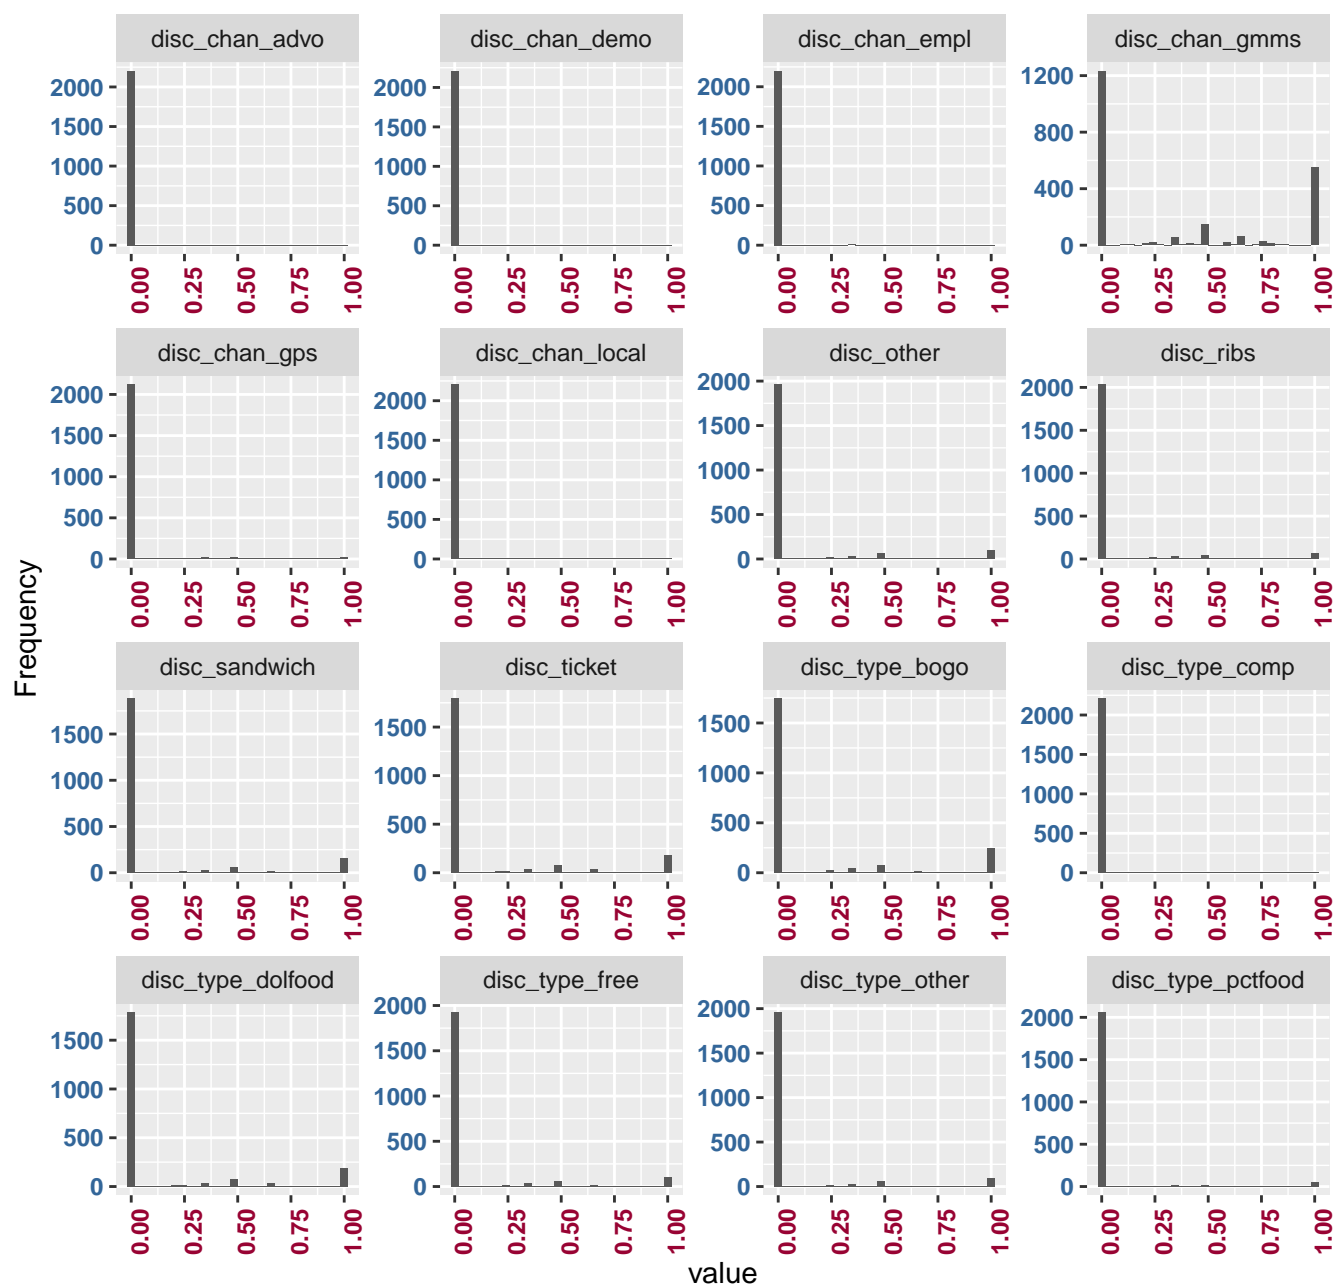 disc_chan_advo disc_chan_demo disc_chan_empl disc_chan_gmms
2000 1500 1000 500 0
2000 1500 1000 500 0
2000 1500 1000 500 0
1200 800 400 0
0.00 0.25 0.50 0.75 1.00 0.00 0.25 0.50 0.75 1.00 0.00 0.25 0.50 0.75 1.00 0.00 0.25 0.50 0.75 1.00
disc_chan_gps disc_chan_local disc_other disc_ribs
2000 1500 1000 500 0
2000 1500 1000 500 0
2000 1500 1000 500 0
2000 1500 1000 500 0
0.00 0.25 0.50 0.75 1.00 0.00 0.25 0.50 0.75 1.00 0.00 0.25 0.50 0.75 1.00 0.00 0.25 0.50 0.75 1.00
Frequency
disc_sandwich disc_ticket disc_type_bogo disc_type_comp
1500 1000 500 0
1500 1000 500 0
1500 1000 500 0
2000 1500 1000 500 0
0.00 0.25 0.50 0.75 1.00 0.00 0.25 0.50 0.75 1.00 0.00 0.25 0.50 0.75 1.00 0.00 0.25 0.50 0.75 1.00
disc_type_dolfood disc_type_free disc_type_other disc_type_pctfood
1500 1000 500 0
2000 1500 1000 500 0
2000 1500 1000 500 0
2000 1500 1000 500 0
0.00 0.25 0.50 0.75 1.00 0.00 0.25 0.50 0.75 1.00 0.00 0.25 0.50 0.75 1.00 0.00 0.25 0.50 0.75 1.00
value